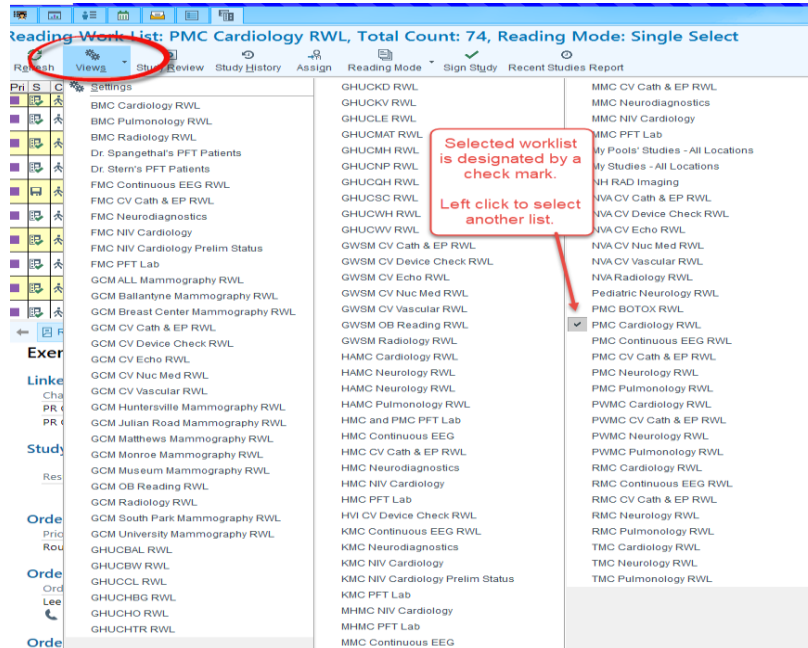 Reading Work List: PMC Cardiology RWL, Total Count: 74, Reading Mode: Single Select
Refresh Views Study Review Study History Assign Reading Mode Sign Study Recent Studies Report
Pri S C
Settings
BMC Cardiology RWL
BMC Pulmonology RWL
BMC Radiology RWL
Dr. Spangethal's PFT Patients
Dr. Stern's PFT Patients
FMC Continuous EEG RWL
FMC CV Cath & EP RWL
FMC Neurodiagnostics
FMC NIV Cardiology
FMC NIV Cardiology Prelim Status
FMC PFT Lab
GCM ALL Mammography RWL
GCM Ballantyne Mammography RWL
GCM Breast Center Mammography RWL
GCM CV Cath & EP RWL
GCM CV Device Check RWL
GCM CV Echo RWL
GCM CV Nuc Med RWL
GCM CV Vascular RWL
GCM Huntersville Mammography RWL
GCM Julian Road Mammography RWL
GCM Matthews Mammography RWL
GCM Monroe Mammography RWL
GCM Museum Mammography RWL
GCM OB Reading RWL
GCM Radiology RWL
GCM South Park Mammography RWL
GCM University Mammography RWL
GHUCBAL RWL
GHUCBW RWL
GHUCCL RWL
GHUCHBG RWL
GHUCHO RWL
GHUCHTR RWL
GHUCKD RWL
GHUCKV RWL
GHUCLE RWL
GHUCMAT RWL
GHUCMH RWL
GHUCNP RWL
GHUCQH RWL
GHUCSC RWL
GHUCWH RWL
GHUCWV RWL
GWSM CV Cath & EP RWL
GWSM CV Device Check RWL
GWSM CV Echo RWL
GWSM CV Nuc Med RWL
GWSM CV Vascular RWL
GWSM OB Reading RWL
GWSM Radiology RWL
HAMC Cardiology RWL
HAMC Neurology RWL
HAMC Neurology RWL
HAMC Pulmonology RWL
HMC and PMC PFT Lab
HMC Continuous EEG
HMC CV Cath & EP RWL
HMC Neurodiagnostics
HMC NIV Cardiology
HMC PFT Lab
HVI CV Device Check RWL
KMC Continuous EEG RWL
KMC Neurodiagnostics
KMC NIV Cardiology
KMC NIV Cardiology Prelim Status
KMC PFT Lab
MHMC NIV Cardiology
MHMC PFT Lab
MMC Continuous EEG
MMC CV Cath & EP RWL
MMC Neurodiagnostics
MMC NIV Cardiology
MMC PFT Lab
My Pools' Studies - All Locations
My Studies - All Locations
NH RAD Imaging
NVA CV Cath & EP RWL
NVA CV Device Check RWL
NVA CV Echo RWL
NVA CV Nuc Med RWL
NVA CV Vascular RWL
NVA Radiology RWL
Pediatric Neurology RWL
PMC BOTOX RWL
PMC Cardiology RWL
PMC Continuous EEG RWL
PMC CV Cath & EP RWL
PMC Neurology RWL
PMC Pulmonology RWL
PWMC Cardiology RWL
PWMC CV Cath & EP RWL
PWMC Neurology RWL
PWMC Pulmonology RWL
RMC Cardiology RWL
RMC Continuous EEG RWL
RMC CV Cath & EP RWL
RMC Neurology RWL
RMC Pulmonology RWL
TMC Cardiology RWL
TMC Neurology RWL
TMC Pulmonology RWL
Selected worklist
is designated by a
check mark.
Left click to select
another list.
Exer
Linke
Cha
PR
PR
Study
Res
Orde
Prio
Rou
Orde
Ord
Lee
Orde